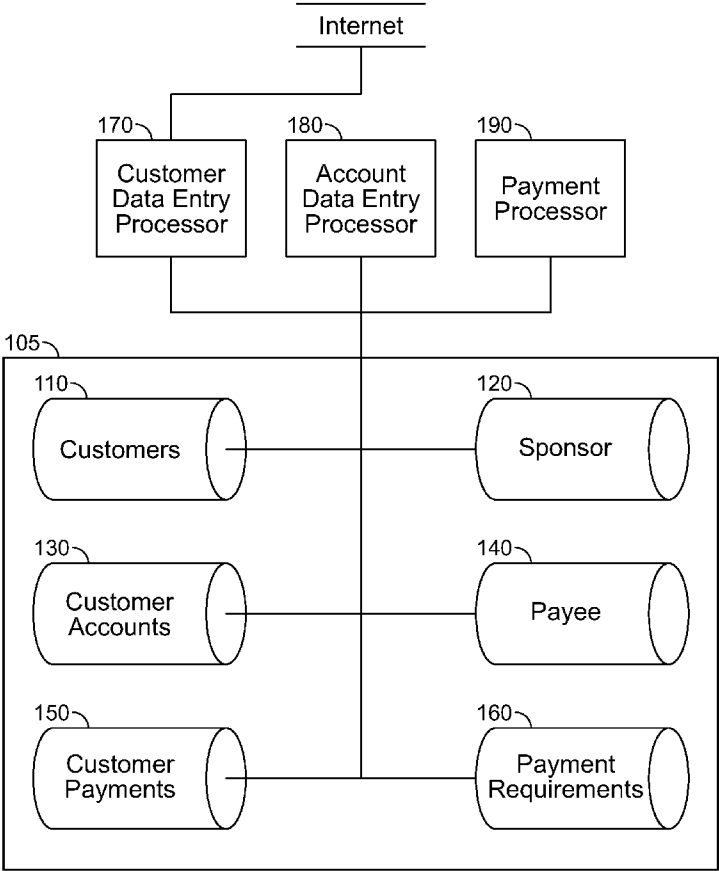 Internet
170
180
190
Customer
Data Entry
Processor
Account
Data Entry
Processor
Payment
Processor
105
110
120
Customers
Sponsor
130
140
Customer
Accounts
Payee
150
160
Customer
Payments
Payment
Requirements